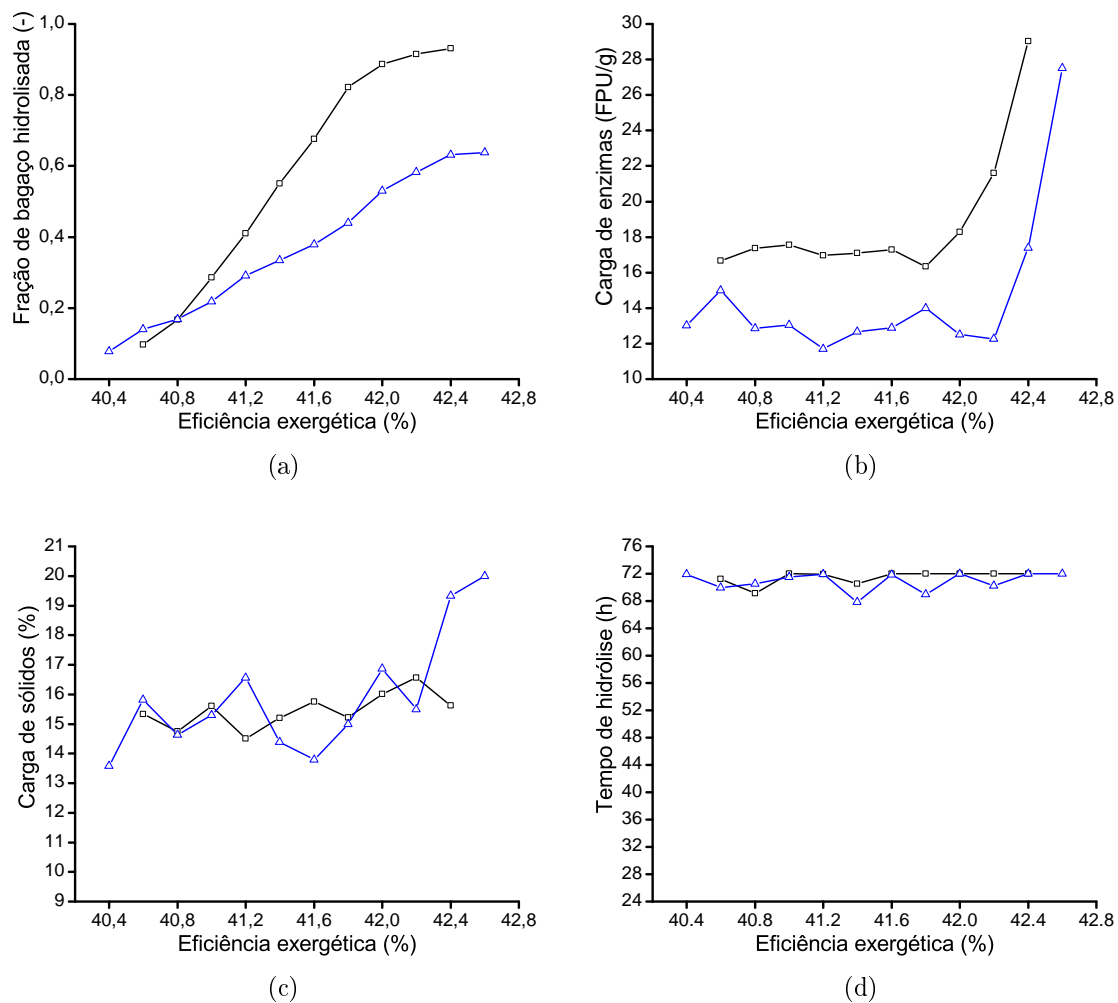 Fração de bagaço hidrolisada (-)
1,0
0,8
0,6
0,4
0,2
0,0
40,4 40,8 41,2 41,6 42,0 42,4 42,8
Eficiência exergética (%)
(a)
Carga de enzimas (FPU/g)
30
28
26
24
22
20
18
16
14
12
10
40,4 40,8 41,2 41,6 42,0 42,4 42,8
Eficiência exergética (%)
(b)
Carga de sólidos (%)
21
20
19
18
17
16
15
14
13
12
11
10
9
40,4 40,8 41,2 41,6 42,0 42,4 42,8
Eficiência exergética (%)
(c)
Tempo de hidrólise (h)
76
72
68
64
60
56
52
48
44
40
36
32
28
24
40.4 40.8 41.2 41.6 42.0 42.4 42.8
Eficiência exergética (%)
(d)